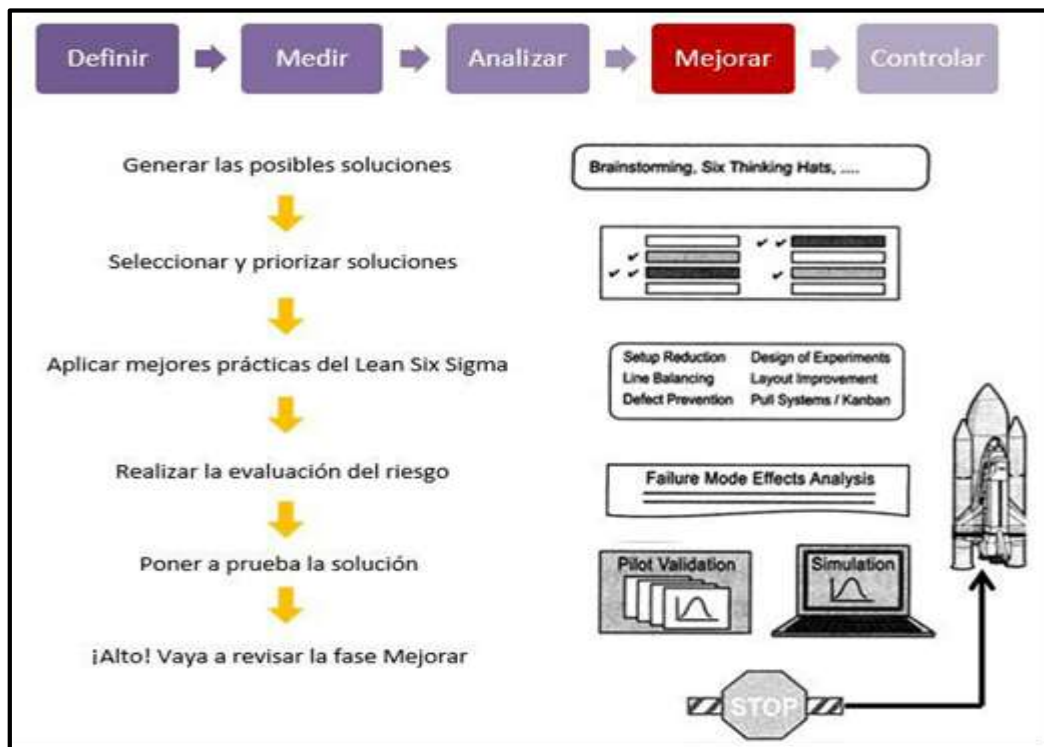 Definir
Medir
Analizar
Mejorar
Controlar
Generar las posibles soluciones
Brainstorming, Six Thinking Hats, ....
Seleccionar y priorizar soluciones
Aplicar mejores prácticas del Lean Six Sigma
Setup Reduction
Design of Experiments
Line Balancing
Layout Improvement
Defect Prevention
Pull Systems / Kanban
Realizar la evaluación del riesgo
Failure Mode Effects Analysis
Poner a prueba la solución
Pilot Validation
Simulation
¡Alto! Vaya a revisar la fase Mejorar
STOP